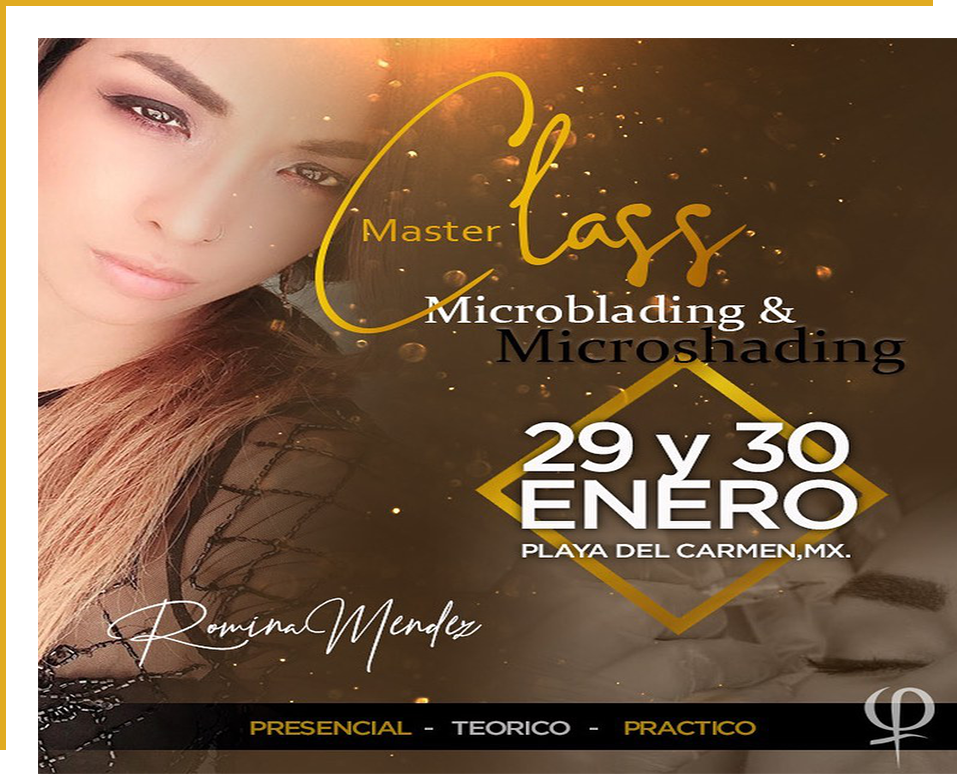 Master Class
Microblading &
Microshading
29 y 30
ENERO
PLAYA DEL CARMEN,MX.
Romina Mendez
PRESENCIAL - TEORICO - PRACTICO
φ